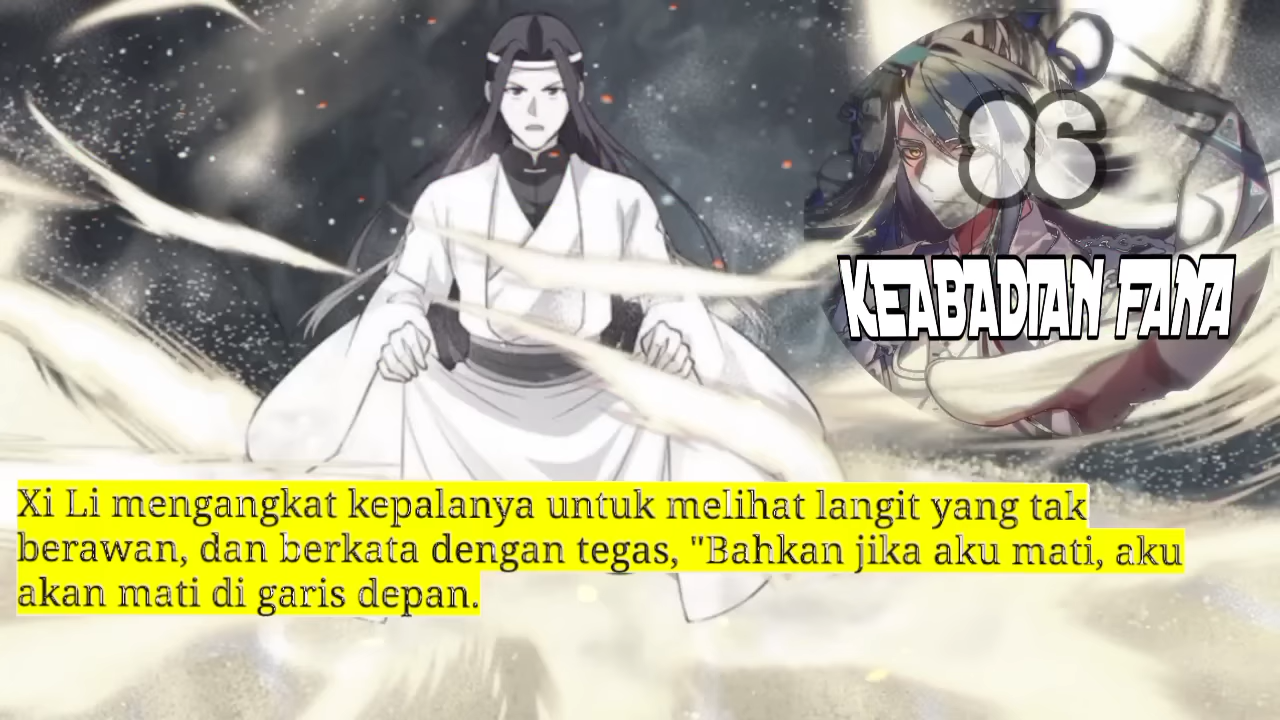 86
KEABADIAN FANA
Xi Li mengangkat kepalanya untuk melihat langit yang tak
berawan, dan berkata dengan tegas, "Bahkan jika aku mati, aku
akan mati di garis depan.